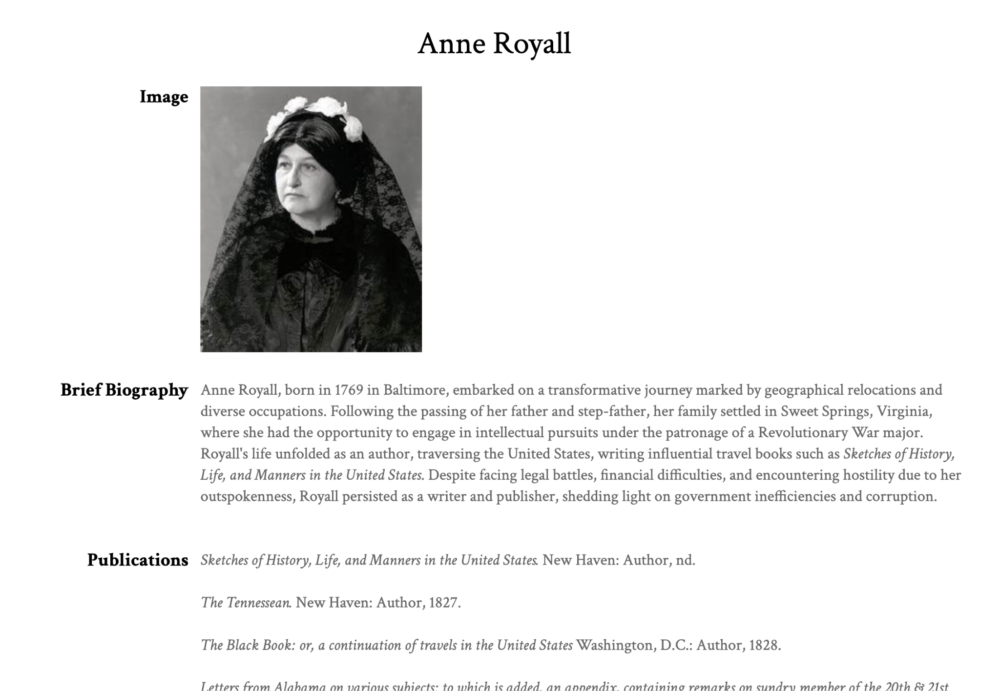 Anne Royall
Image
Brief Biography
Anne Royall, born in 1769 in Baltimore, embarked on a transformative journey marked by geographical relocations and
diverse occupations. Following the passing of her father and step-father, her family settled in Sweet Springs, Virginia,
where she had the opportunity to engage in intellectual pursuits under the patronage of a Revolutionary War major.
Royall's life unfolded as an author, traversing the United States, writing influential travel books such as Sketches of History,
Life, and Manners in the United States. Despite facing legal battles, financial difficulties, and encountering hostility due to her
outspokenness, Royall persisted as a writer and publisher, shedding light on government inefficiencies and corruption.
Publications
Sketches of History, Life, and Manners in the United States. New Haven: Author, nd.
The Tennessean. New Haven: Author, 1827.
The Black Book: or, a continuation of travels in the United States Washington, D.C.: Author, 1828.
Letters from Alabama on various subjects: to which is added, an appendix, containing remarks on sundry member of the 20th & 21st